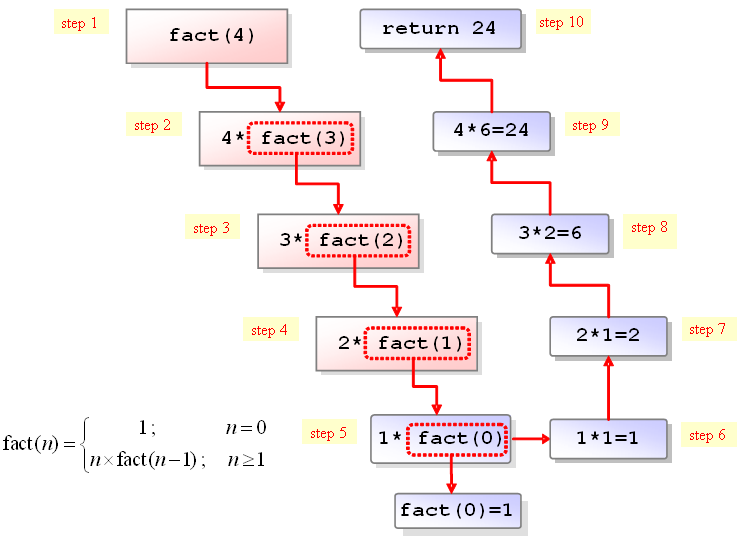 step 1
fact(4)
return 24
step 10
step 2
4* fact(3)
4*6=24
step 9
step 3
3* fact(2)
3*2=6
step 8
step 4
2* fact(1)
2*1=2
step 7
step 5
1* fact(0)
1*1=1
step 6
fact(0)=1
fact(n) = {
1 ; n = 0
n×fact(n−1) ; n ≥ 1